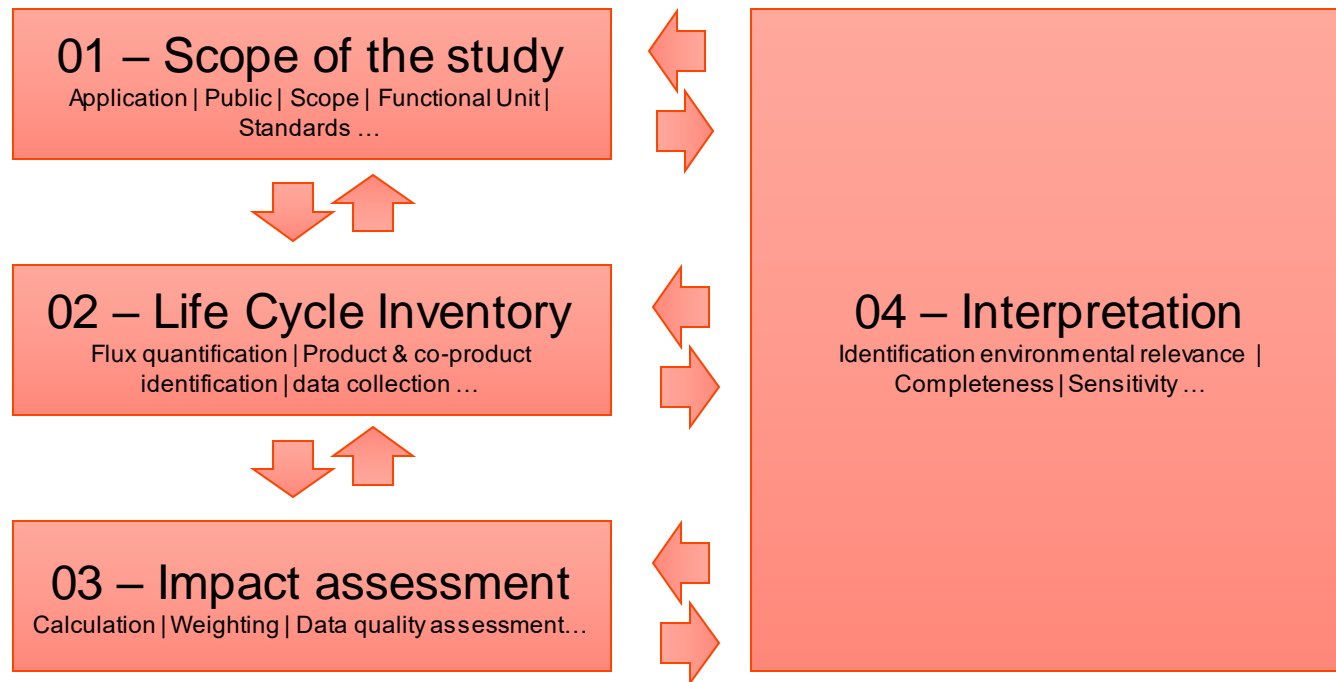 01 – Scope of the study
Application | Public | Scope | Functional Unit |
Standards …
02 – Life Cycle Inventory
Flux quantification | Product & co-product
identification | data collection …
03 – Impact assessment
Calculation | Weighting | Data quality assessment…
04 – Interpretation
Identification environmental relevance |
Completeness | Sensitivity …